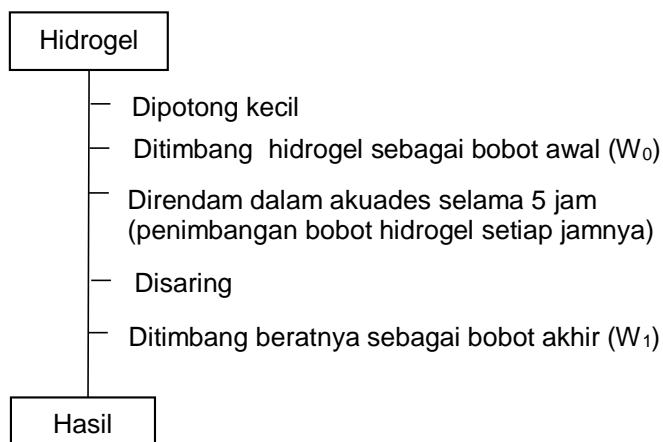 Hidrogel
Dipotong kecil
Ditimbang hidrogel sebagai bobot awal (W₀)
Direndam dalam akuades selama 5 jam
(penimbangan bobot hidrogel setiap jamnya)
Disaring
Ditimbang beratnya sebagai bobot akhir (W₁)
Hasil